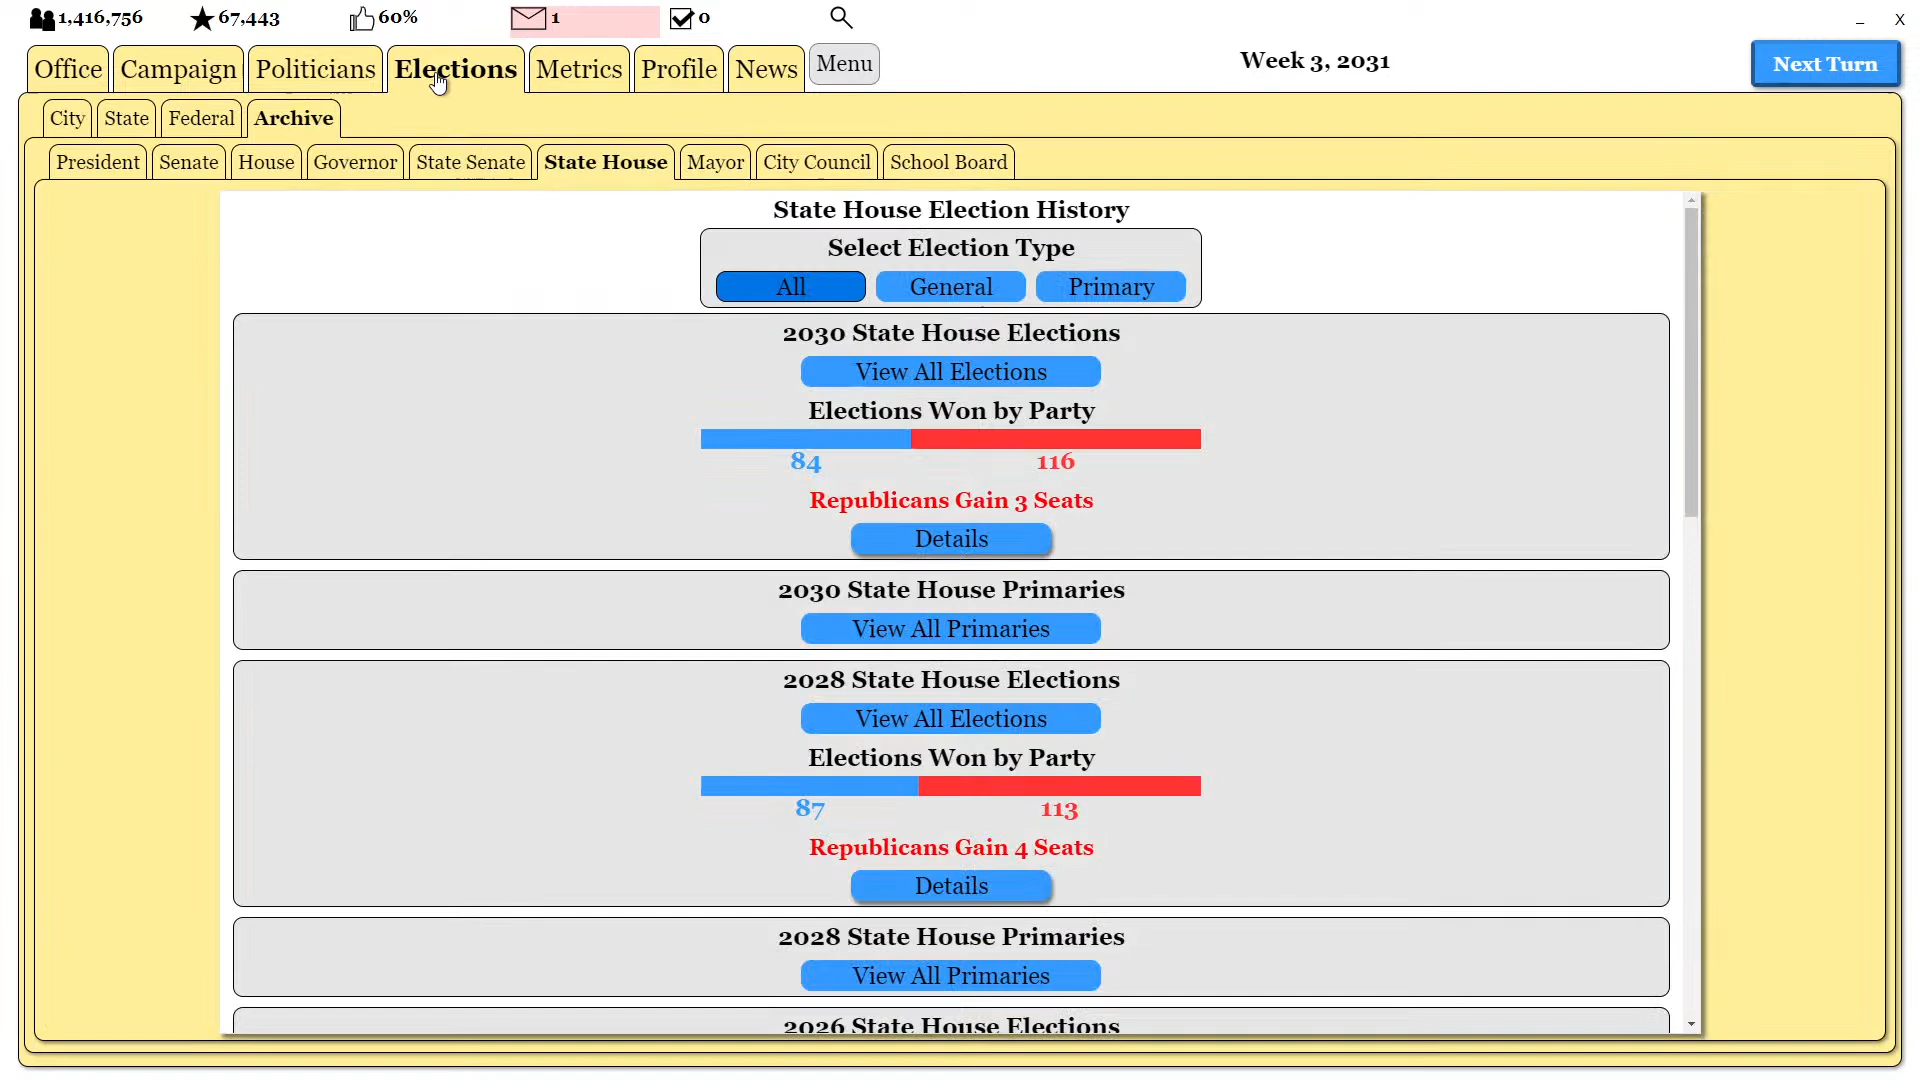 1,416,756 67,443 60% 1 0 _ X
Office Campaign Politicians Elections Metrics Profile News Menu Week 3, 2031 Next Turn
City State Federal Archive
President Senate House Governor State Senate State House Mayor City Council School Board
State House Election History
Select Election Type
All General Primary
2030 State House Elections
View All Elections
Elections Won by Party
84 116
Republicans Gain 3 Seats
Details
2030 State House Primaries
View All Primaries
2028 State House Elections
View All Elections
Elections Won by Party
87 113
Republicans Gain 4 Seats
Details
2028 State House Primaries
View All Primaries
2026 State House Elections